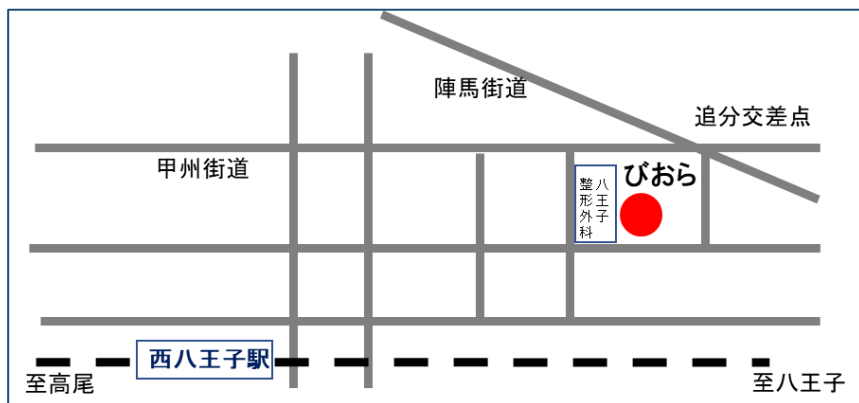 陣馬街道
追分交差点
甲州街道
びおら
八王子
整形外科
西八王子駅
至高尾
至八王子